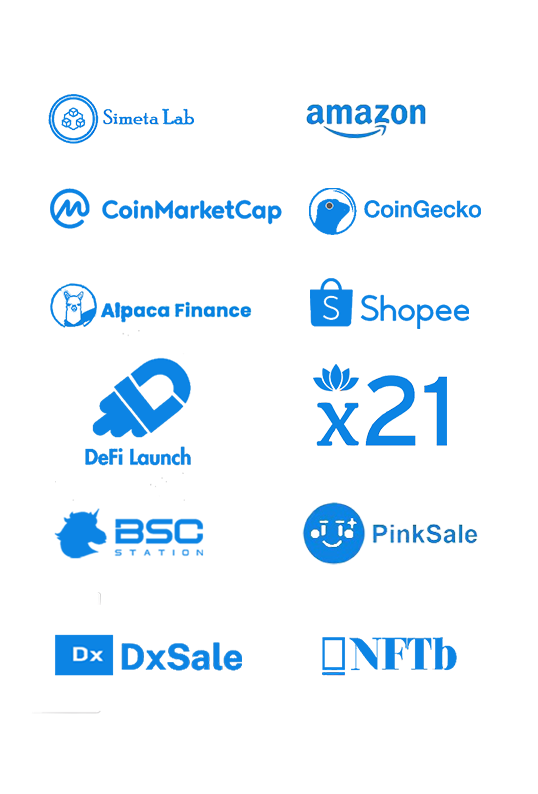 Simeta Lab
amazon
CoinMarketCap
CoinGecko
Alpaca Finance
S Shopee
DeFi Launch
x21
BSC
STATION
PinkSale
Dx DxSale
NFTb